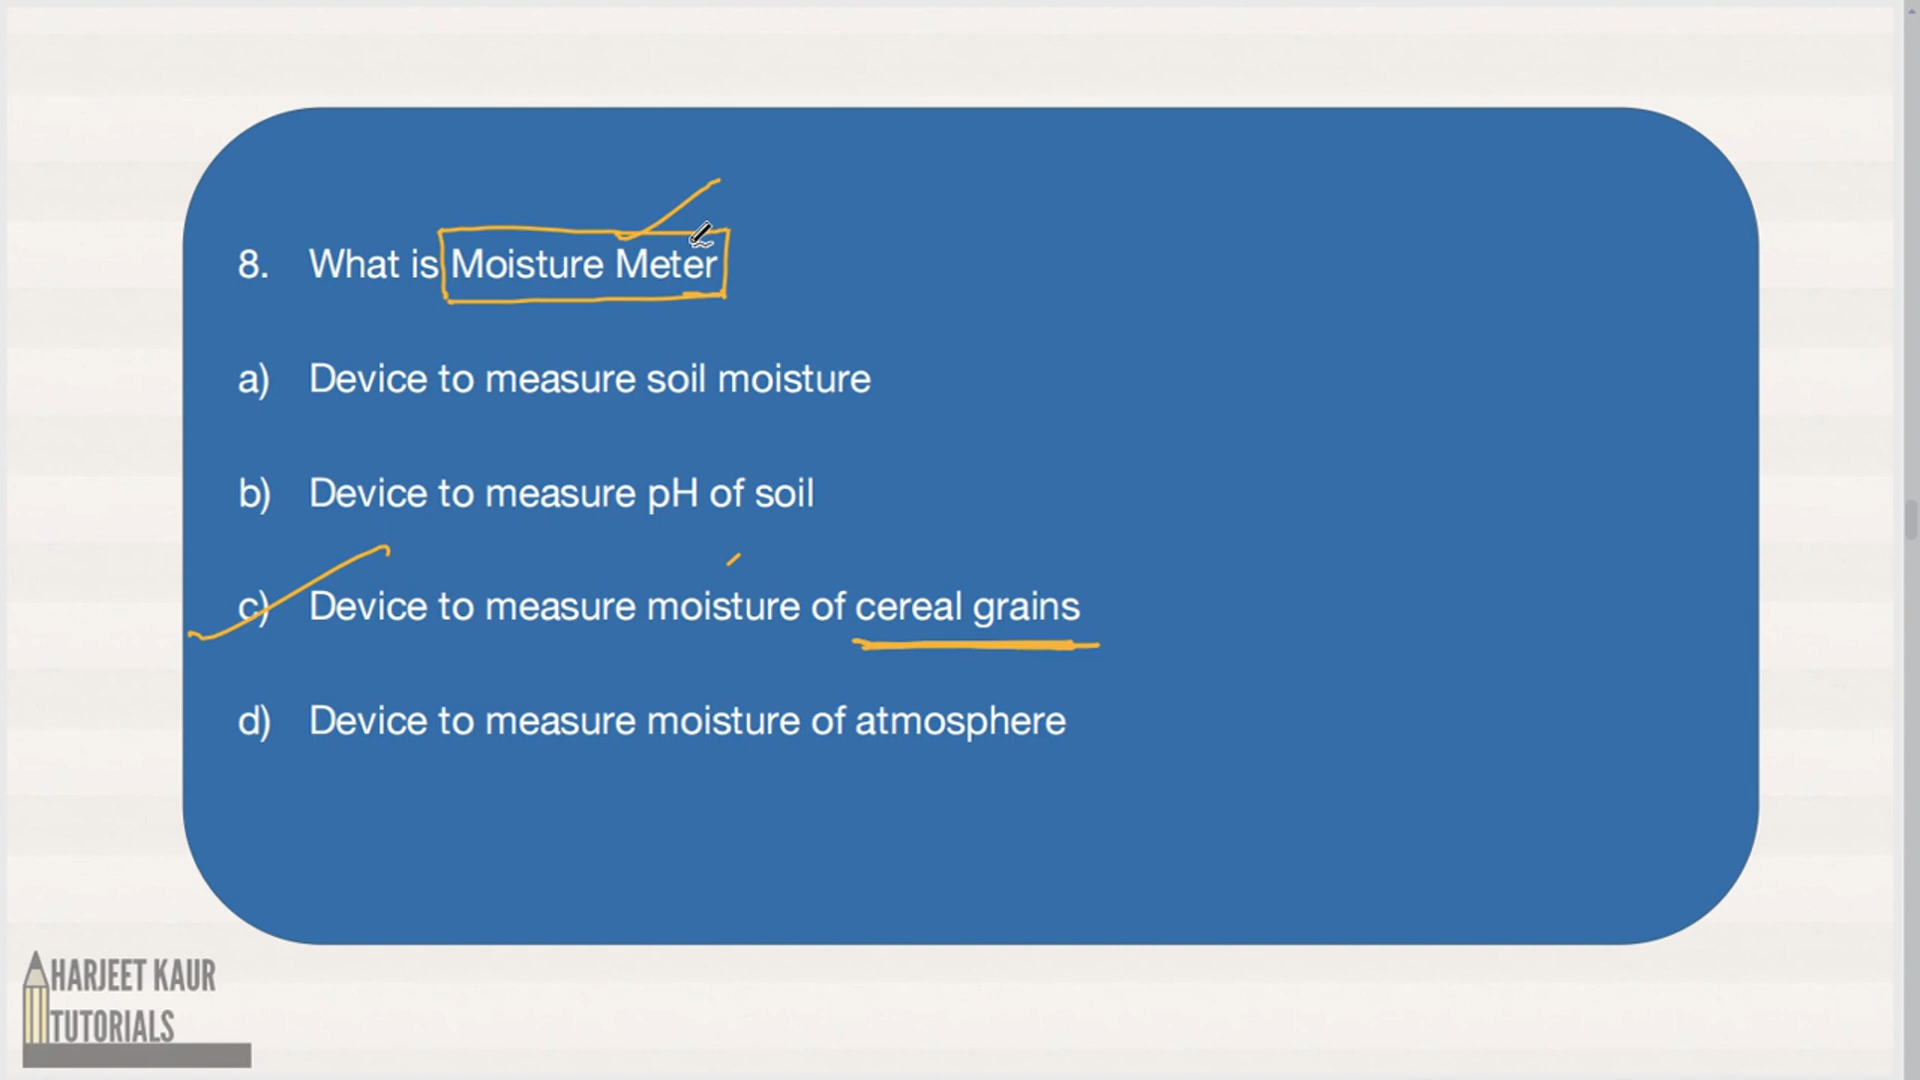 8. What is Moisture Meter
a) Device to measure soil moisture
b) Device to measure pH of soil
c) Device to measure moisture of cereal grains
d) Device to measure moisture of atmosphere
HARJEET KAUR
TUTORIALS